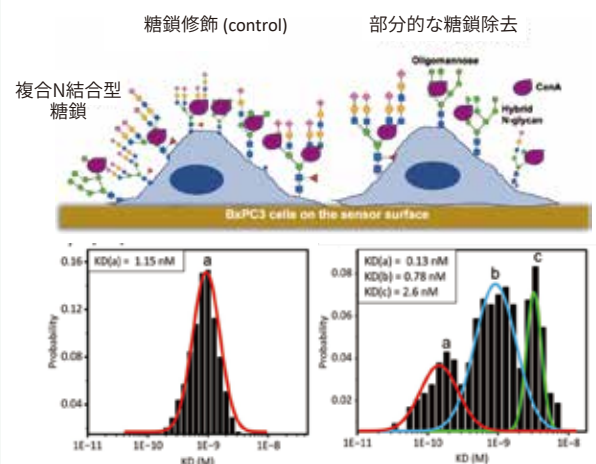 糖鎖修飾 (control)
部分的な糖鎖除去
複合N結合型
糖鎖
Oligomannose
ConA
Hybrid
N-glycan
BxPC3 cells on the sensor surface
KD(a) = 1.15 nM
a
0.16
0.12
0.08
0.04
Probability
1E-11
1E-10
1E-9
1E-8
KD (M)
KD(a) = 0.13 nM
KD(b) = 0.78 nM
KD(c) = 2.6 nM
a
b
c
0.08
0.06
0.04
0.02
Probability
1E-11
1E-10
1E-9
1E-8
KD (M)